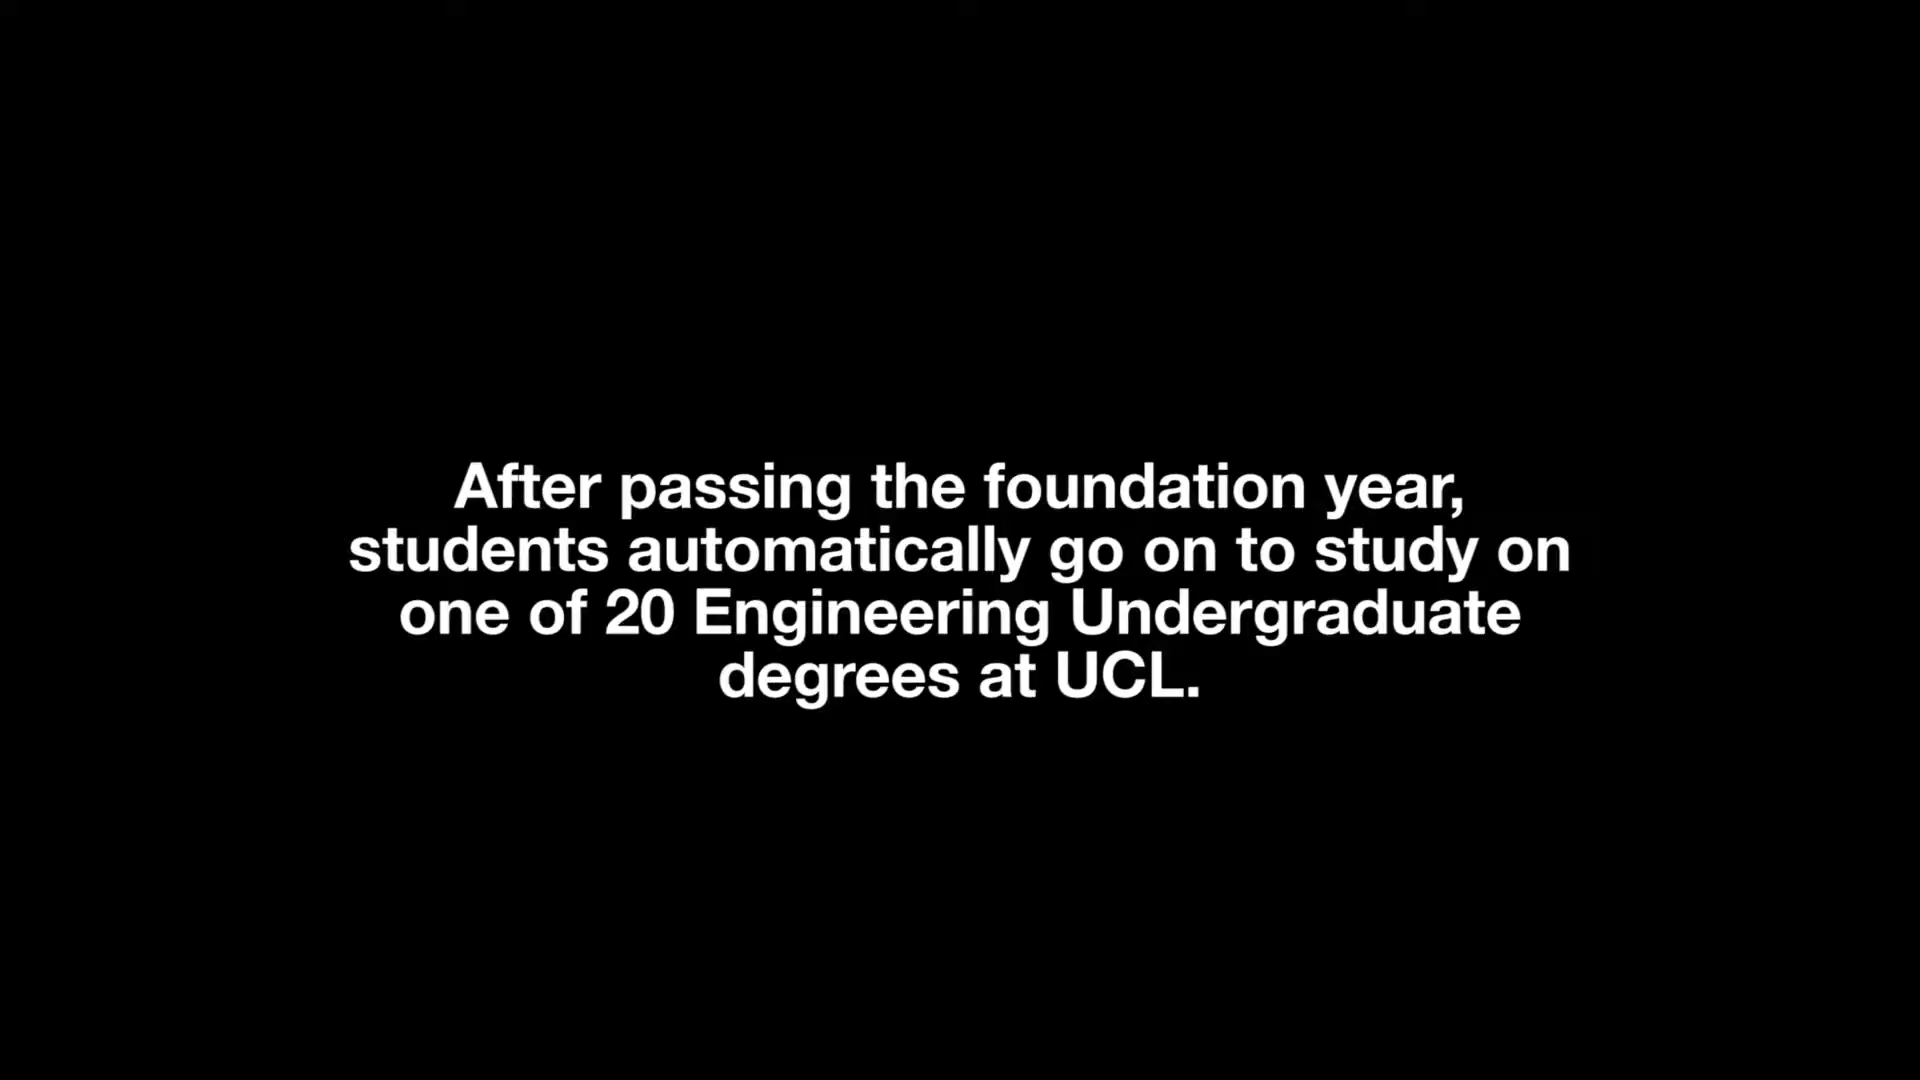 After passing the foundation year,
students automatically go on to study on
one of 20 Engineering Undergraduate
degrees at UCL.